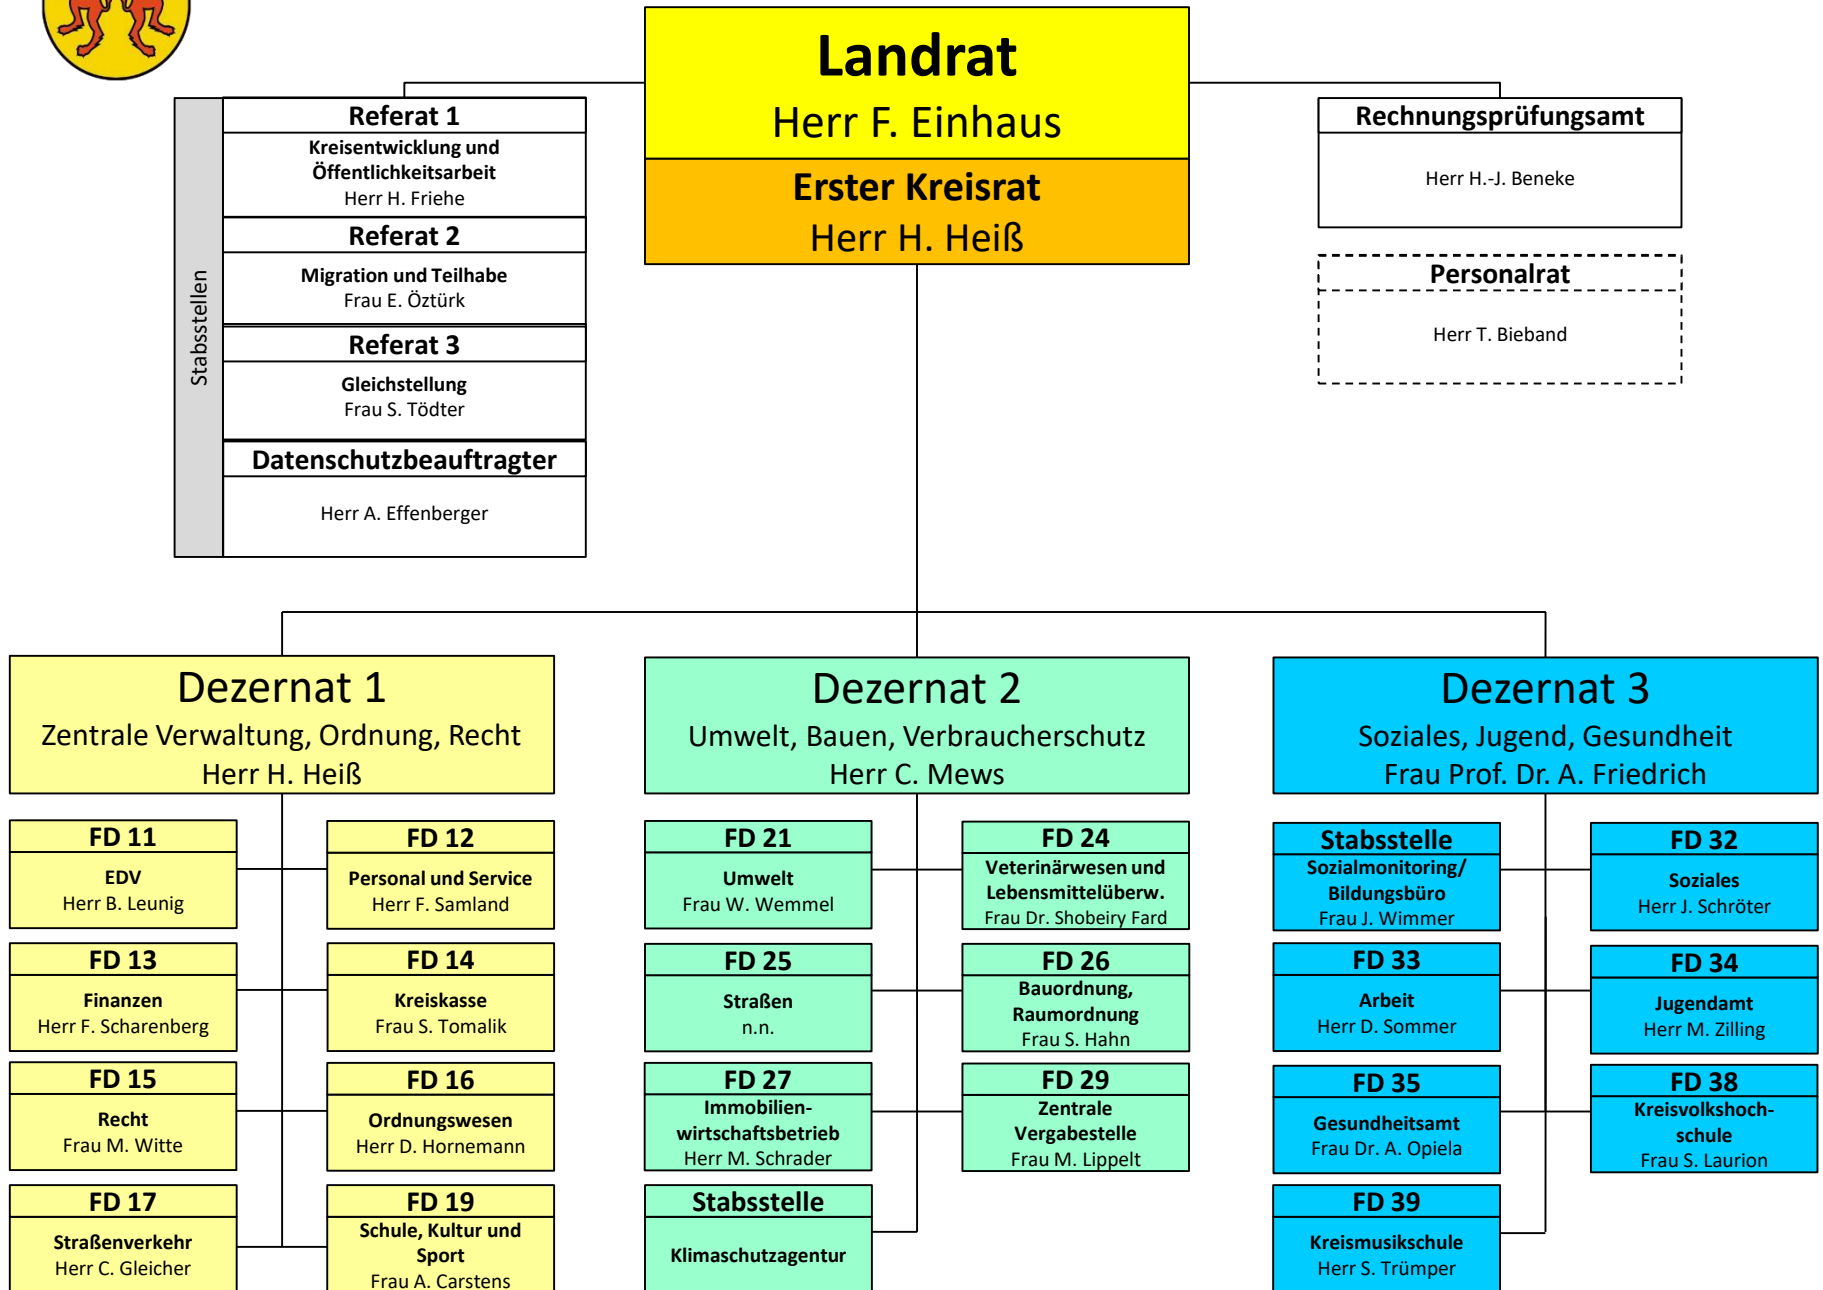 Landrat
Herr F. Einhaus
Erster Kreisrat
Herr H. Heiß
Stabsstellen
Referat 1
Kreisentwicklung und
Öffentlichkeitsarbeit
Herr H. Friehe
Referat 2
Migration und Teilhabe
Frau E. Öztürk
Referat 3
Gleichstellung
Frau S. Tödter
Datenschutzbeauftragter
Herr A. Effenberger
Rechnungsprüfungsamt
Herr H.-J. Beneke
Personalrat
Herr T. Bieband
Dezernat 1
Zentrale Verwaltung, Ordnung, Recht
Herr H. Heiß
FD 11
EDV
Herr B. Leunig
FD 12
Personal und Service
Herr F. Samland
FD 13
Finanzen
Herr F. Scharenberg
FD 14
Kreiskasse
Frau S. Tomalik
FD 15
Recht
Frau M. Witte
FD 16
Ordnungswesen
Herr D. Hornemann
FD 17
Straßenverkehr
Herr C. Gleicher
FD 19
Schule, Kultur und
Sport
Frau A. Carstens
Dezernat 2
Umwelt, Bauen, Verbraucherschutz
Herr C. Mews
FD 21
Umwelt
Frau W. Wemmel
FD 24
Veterinärwesen und
Lebensmittelüberw.
Frau Dr. Shobeiry Fard
FD 25
Straßen
n.n.
FD 26
Bauordnung,
Raumordnung
Frau S. Hahn
FD 27
Immobilien-
wirtschaftsbetrieb
Herr M. Schrader
FD 29
Zentrale
Vergabestelle
Frau M. Lippelt
Stabsstelle
Klimaschutzagentur
Dezernat 3
Soziales, Jugend, Gesundheit
Frau Prof. Dr. A. Friedrich
Stabsstelle
Sozialmonitoring/
Bildungsbüro
Frau J. Wimmer
FD 32
Soziales
Herr J. Schröter
FD 33
Arbeit
Herr D. Sommer
FD 34
Jugendamt
Herr M. Zilling
FD 35
Gesundheitsamt
Frau Dr. A. Opiela
FD 38
Kreisvolkshoch-
schule
Frau S. Laurion
FD 39
Kreismusikschule
Herr S. Trümper